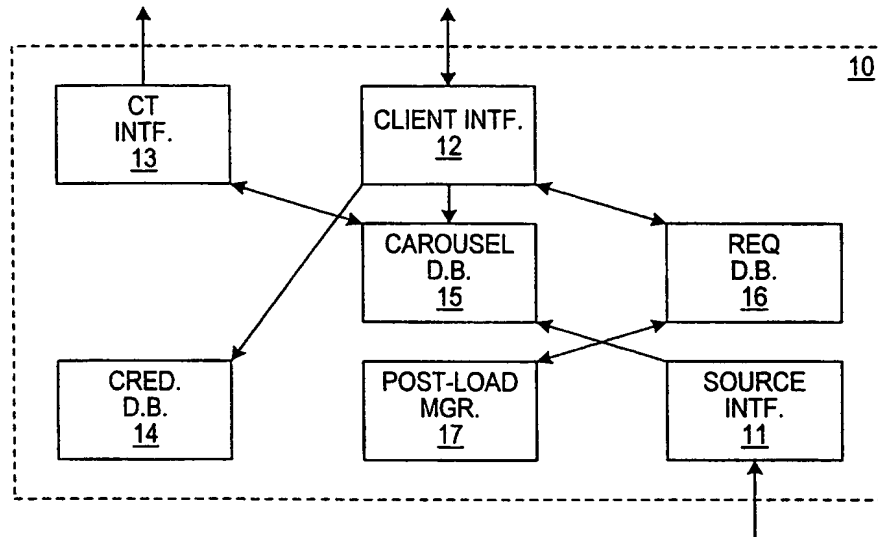 10
CT
INTF.
13
CLIENT INTF.
12
CAROUSEL
D.B.
15
REQ
D.B.
16
CRED.
D.B.
14
POST-LOAD
MGR.
17
SOURCE
INTF.
11